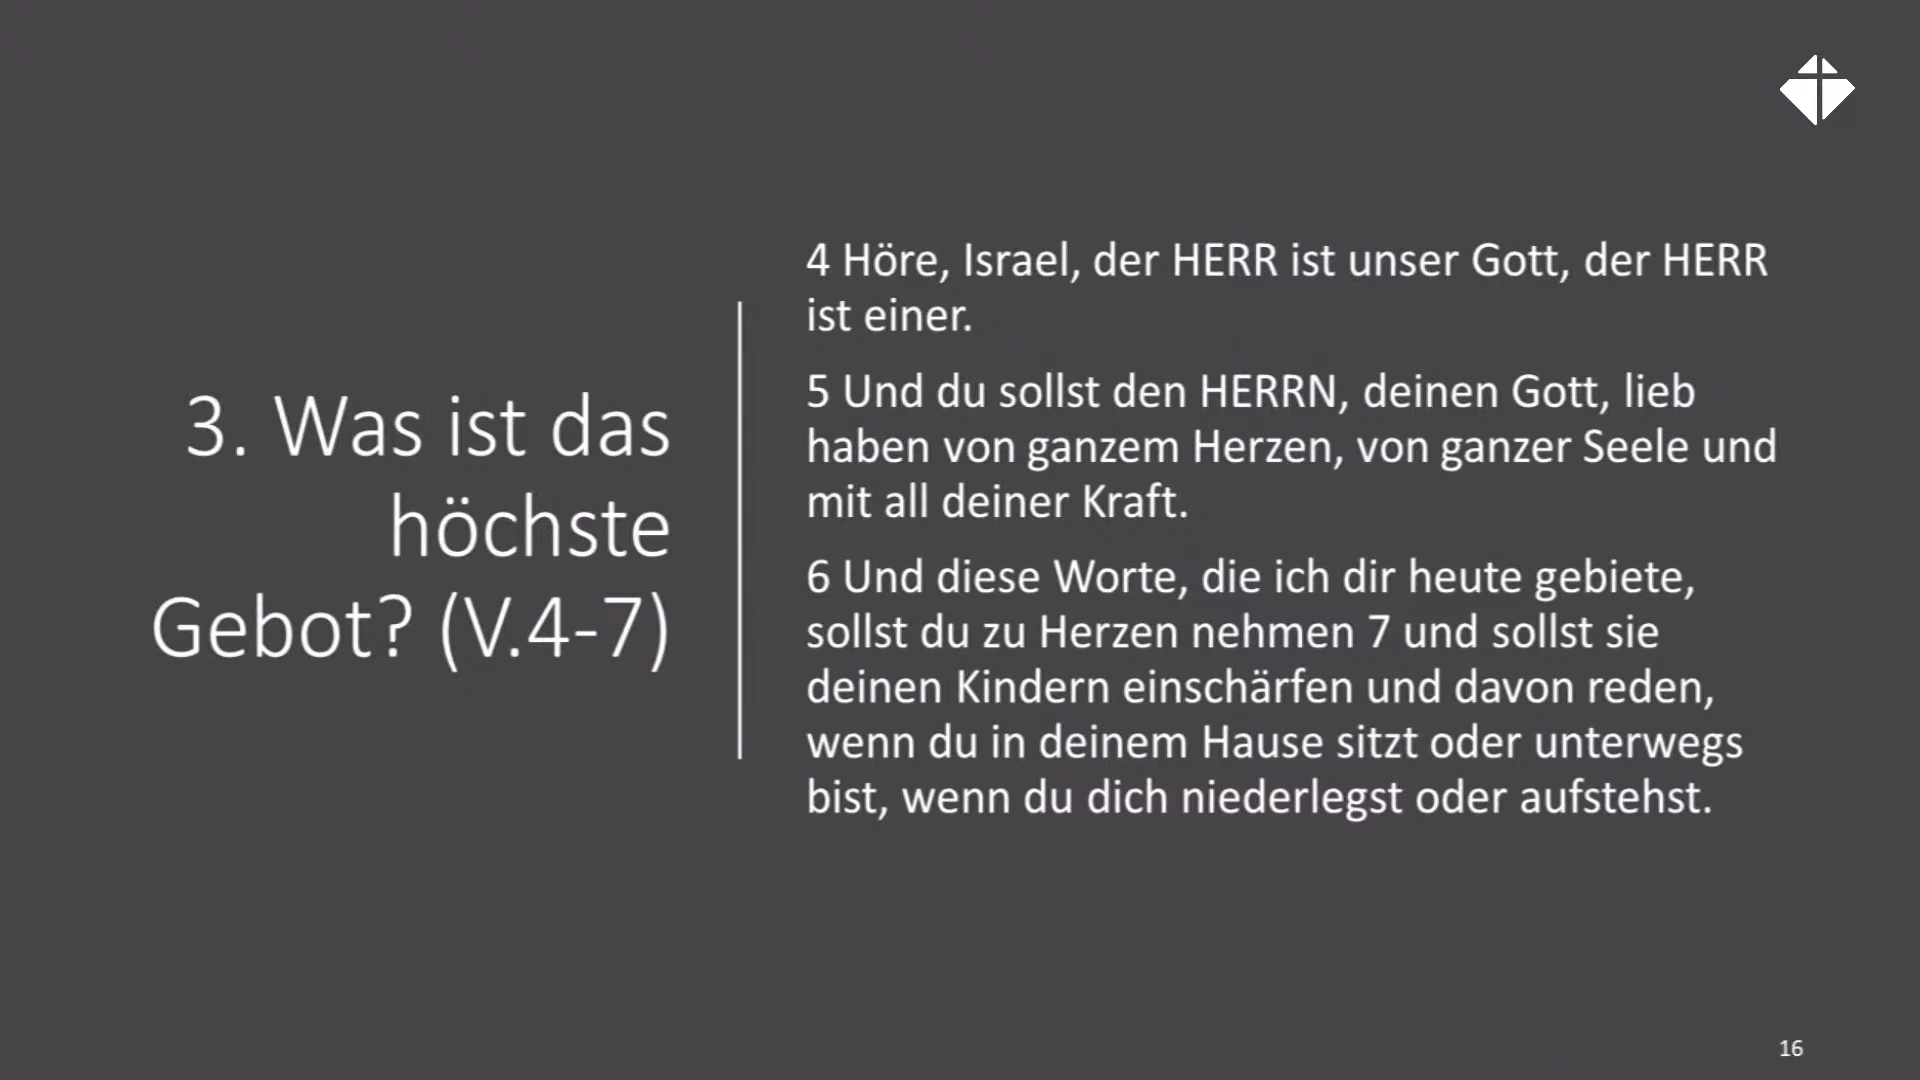 3. Was ist das
höchste
Gebot? (V.4-7)
4 Höre, Israel, der HERR ist unser Gott, der HERR
ist einer.
5 Und du sollst den HERRN, deinen Gott, lieb
haben von ganzem Herzen, von ganzer Seele und
mit all deiner Kraft.
6 Und diese Worte, die ich dir heute gebiete,
sollst du zu Herzen nehmen 7 und sollst sie
deinen Kindern einschärfen und davon reden,
wenn du in deinem Hause sitzt oder unterwegs
bist, wenn du dich niederlegst oder aufstehst.
16